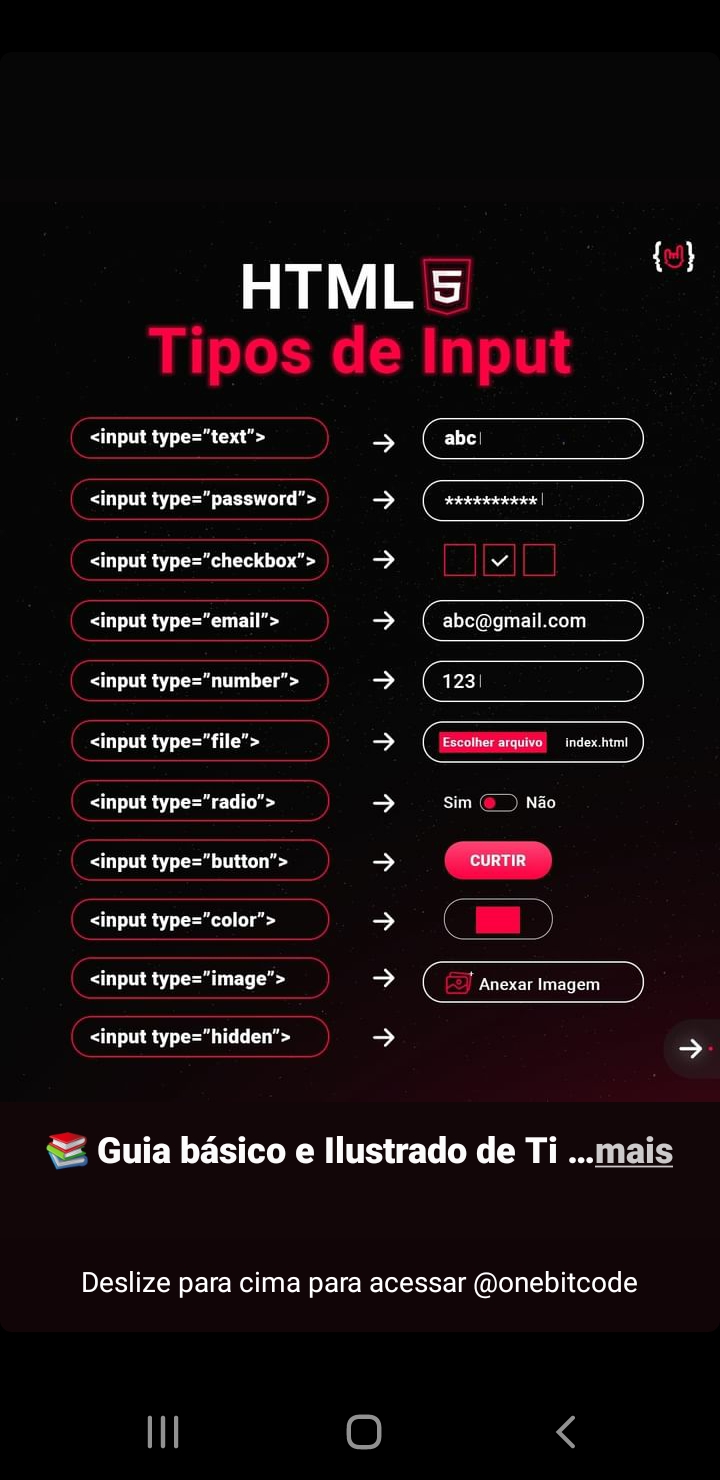 HTML 5
Tipos de Input
<input type=”text”> → abc
<input type=”password”> → **********
<input type=”checkbox”> →
<input type=”email”> → abc@gmail.com
<input type=”number”> → 123
<input type=”file”> → Escolher arquivo index.html
<input type=”radio”> → Sim Não
<input type=”button”> → CURTIR
<input type=”color”> →
<input type=”image”> → Anexar Imagem
<input type=”hidden”> →
📚 Guia básico e Ilustrado de Ti ...mais
Deslize para cima para acessar @onebitcode